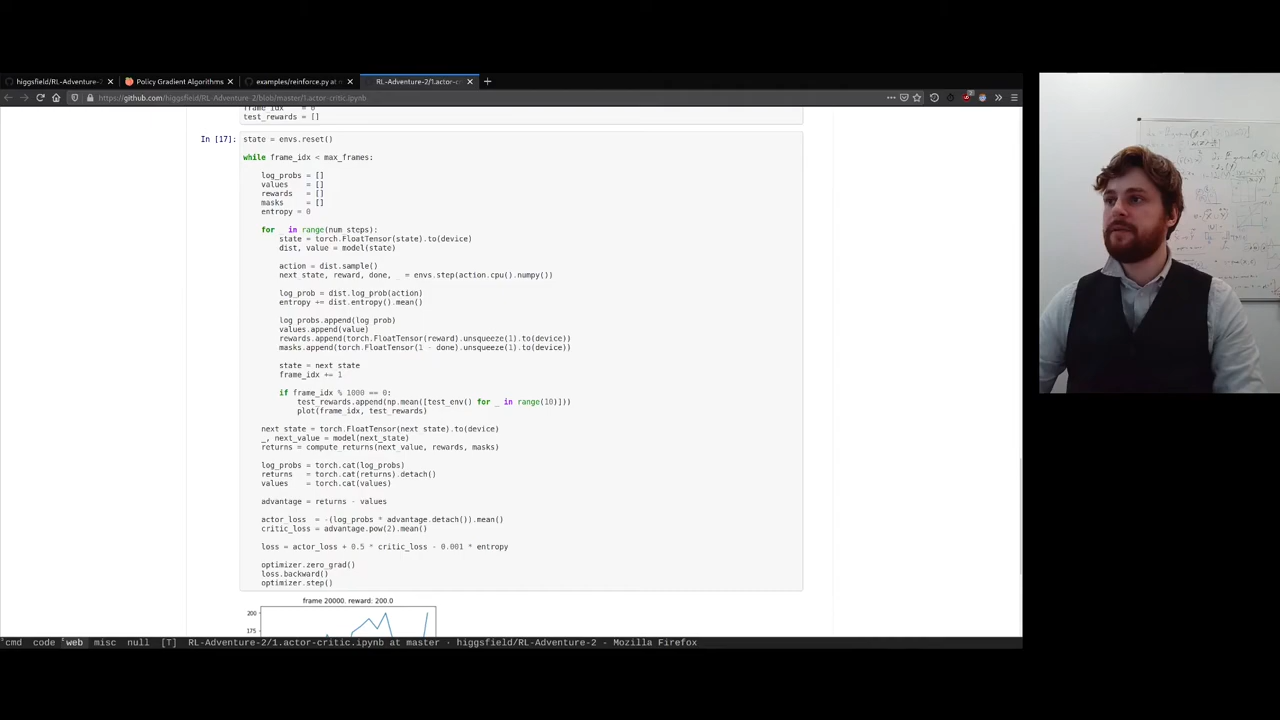 higgsfield/RL-Adventure-
Policy Gradient Algorithms
examples/reinforce.py at m
RL-Adventure-2/1.actor-c
https://github.com/higgsfield/RL-Adventure-2/blob/master/1.actor-critic.ipynb
frame_idx    = 0
test_rewards = []
In [17]: state = envs.reset()
while frame_idx < max_frames:
log_probs = []
values    = []
rewards   = []
masks     = []
entropy = 0
for _ in range(num_steps):
state = torch.FloatTensor(state).to(device)
dist, value = model(state)
action = dist.sample()
next_state, reward, done, _ = envs.step(action.cpu().numpy())
log_prob = dist.log_prob(action)
entropy += dist.entropy().mean()
log_probs.append(log_prob)
values.append(value)
rewards.append(torch.FloatTensor(reward).unsqueeze(1).to(device))
masks.append(torch.FloatTensor(1 - done).unsqueeze(1).to(device))
state = next_state
frame_idx += 1
if frame_idx % 1000 == 0:
test_rewards.append(np.mean([test_env() for _ in range(10)]))
plot(frame_idx, test_rewards)
next_state = torch.FloatTensor(next_state).to(device)
_, next_value = model(next_state)
returns = compute_returns(next_value, rewards, masks)
log_probs = torch.cat(log_probs)
returns   = torch.cat(returns).detach()
values    = torch.cat(values)
advantage = returns - values
actor_loss  = -(log_probs * advantage.detach()).mean()
critic_loss = advantage.pow(2).mean()
loss = actor_loss + 0.5 * critic_loss - 0.001 * entropy
optimizer.zero_grad()
loss.backward()
optimizer.step()
frame 20000. reward: 200.0
200
175
cmd code web misc null [T] RL-Adventure-2/1.actor-critic.ipynb at master · higgsfield/RL-Adventure-2 - Mozilla Firefox